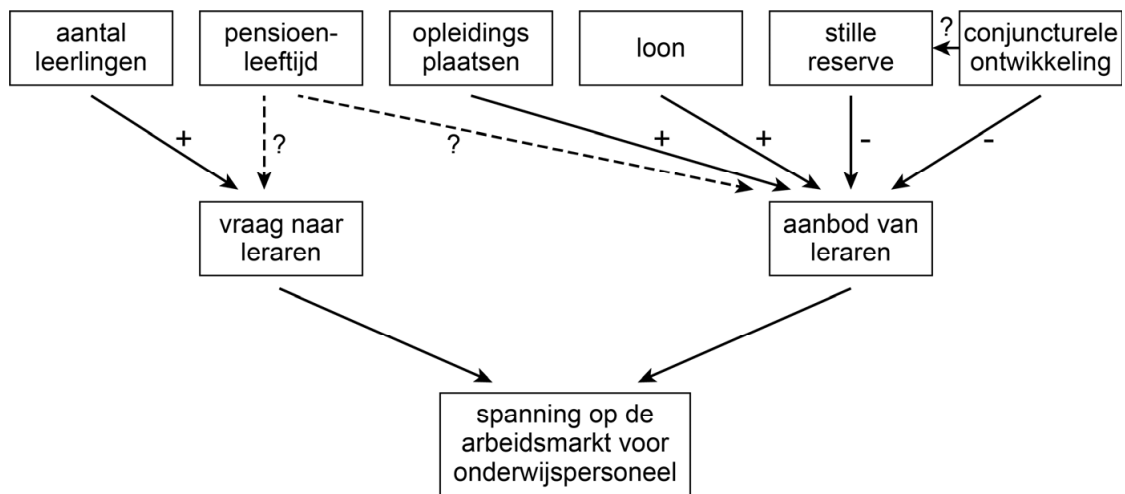 aantal
leerlingen
pensioen-
leeftijd
opleidings
plaatsen
loon
stille
reserve
?
conjuncturele
ontwikkeling
+
?
?
+
+
-
-
vraag naar
leraren
aanbod van
leraren
spanning op de
arbeidsmarkt voor
onderwijspersoneel